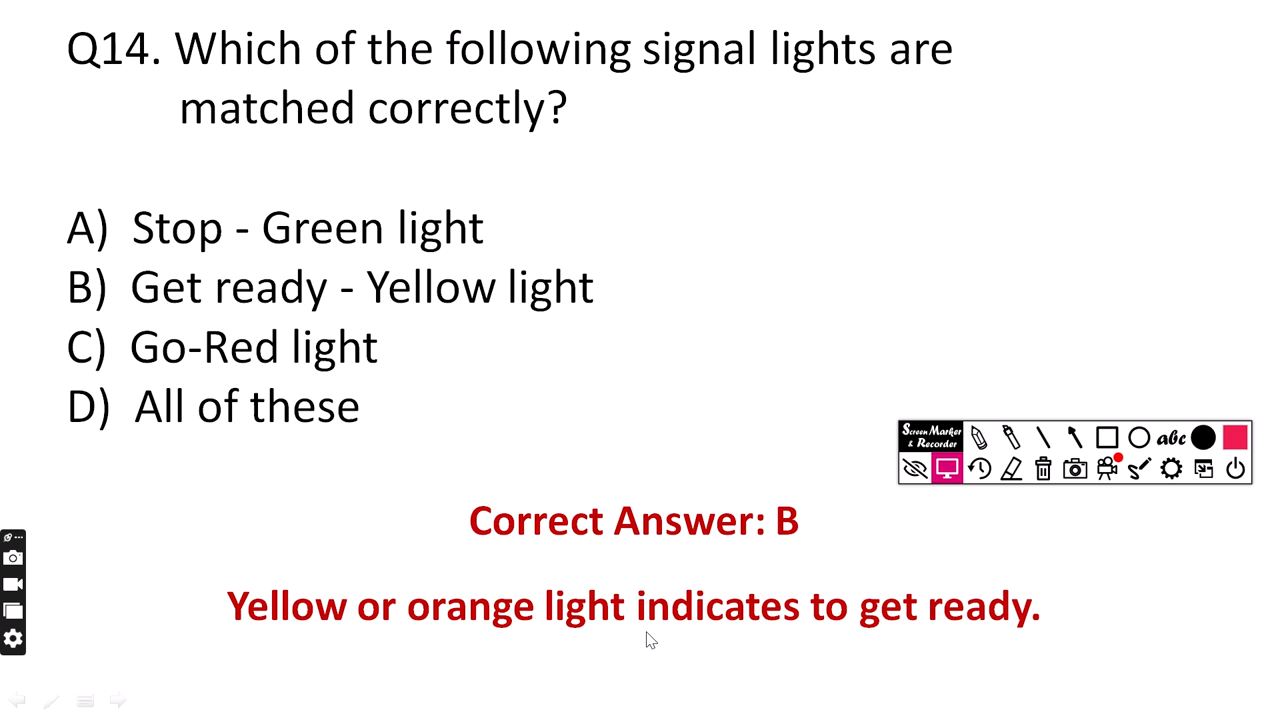 Q14. Which of the following signal lights are
matched correctly?
A) Stop - Green light
B) Get ready - Yellow light
C) Go-Red light
D) All of these
Screen Marker
& Recorder
abc
Correct Answer: B
Yellow or orange light indicates to get ready.